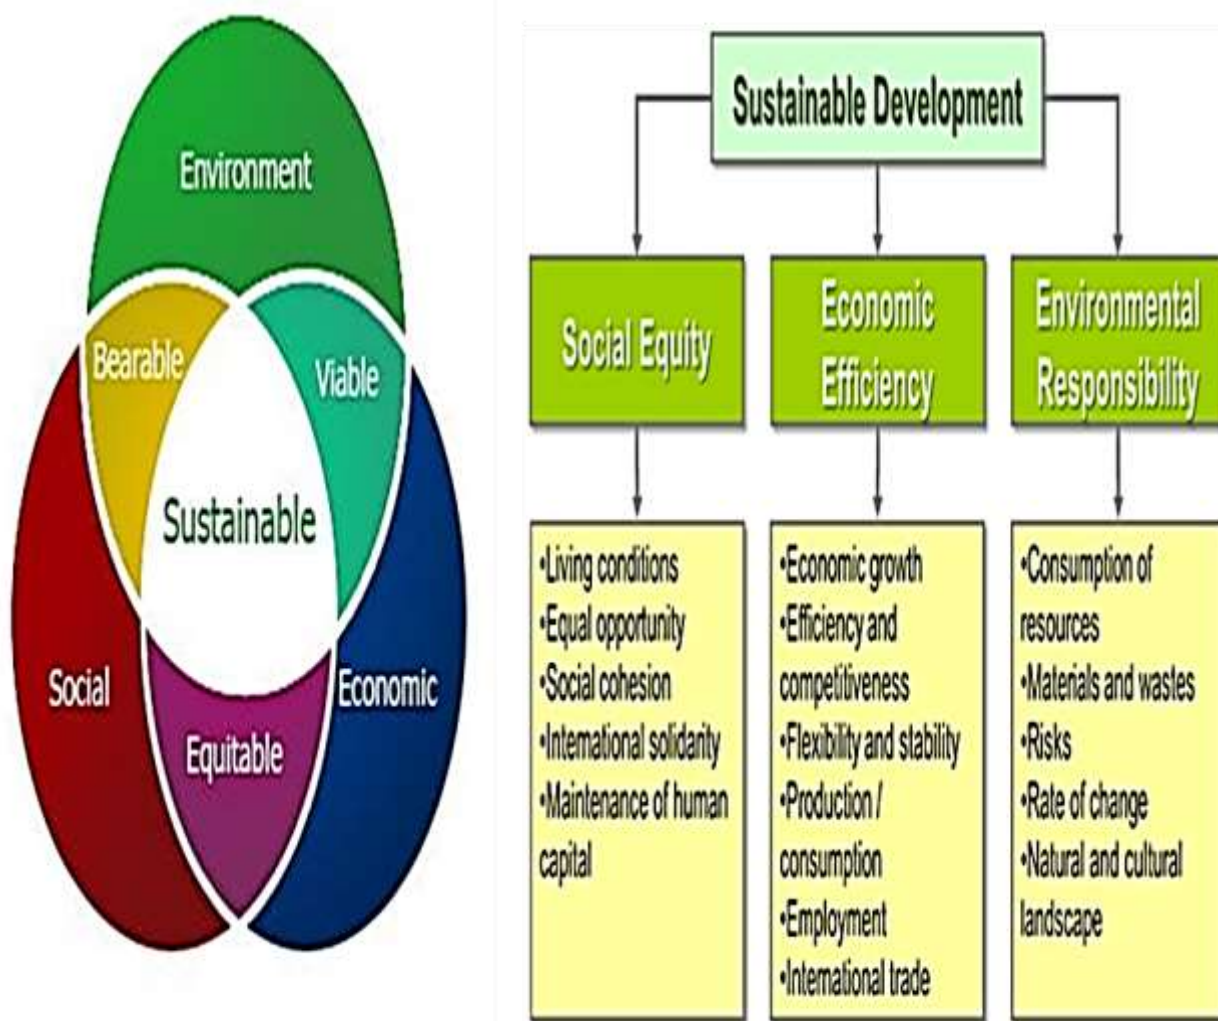 Environment
Bearable
Viable
Sustainable
Social
Economic
Equitable
Sustainable Development
Social Equity
Economic
Efficiency
Environmental
Responsibility
•Living conditions
•Equal opportunity
•Social cohesion
•International solidarity
•Maintenance of human
capital
•Economic growth
•Efficiency and
competitiveness
•Flexibility and stability
•Production /
consumption
•Employment
•International trade
•Consumption of
resources
•Materials and wastes
•Risks
•Rate of change
•Natural and cultural
landscape